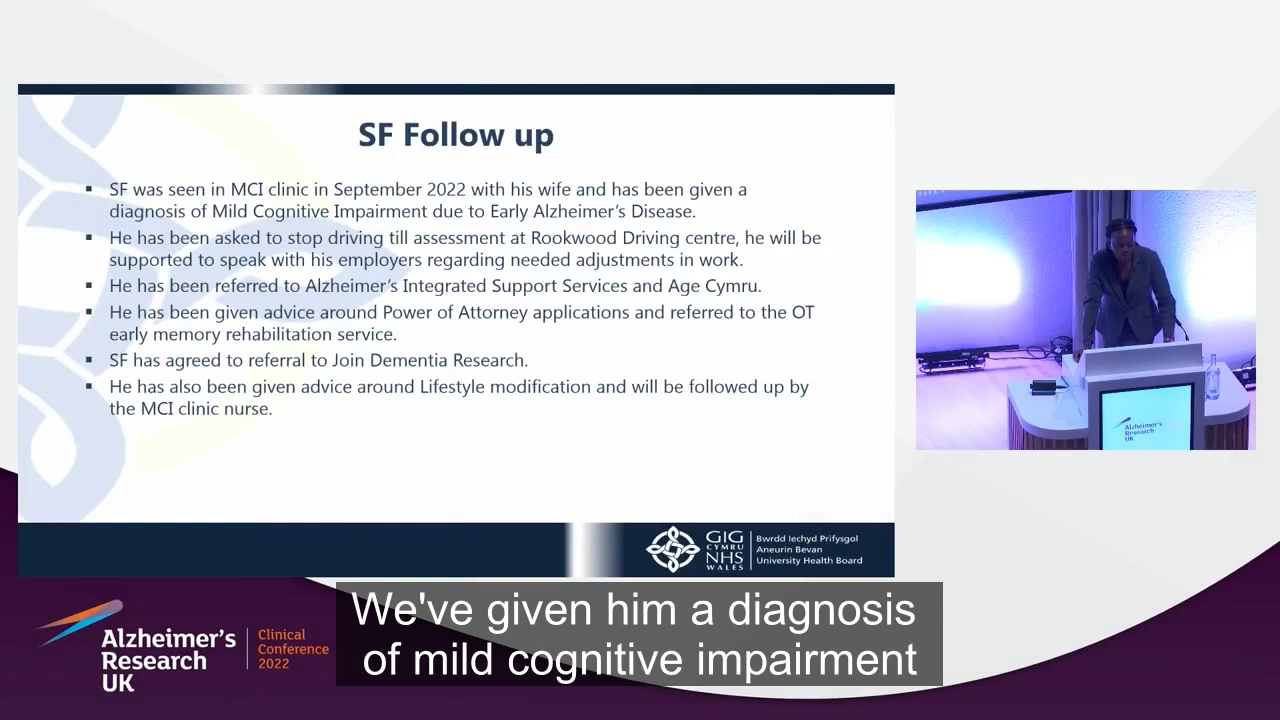 SF Follow up
▪ SF was seen in MCI clinic in September 2022 with his wife and has been given a
diagnosis of Mild Cognitive Impairment due to Early Alzheimer's Disease.
▪ He has been asked to stop driving till assessment at Rookwood Driving centre, he will be
supported to speak with his employers regarding needed adjustments in work.
▪ He has been referred to Alzheimer's Integrated Support Services and Age Cymru.
▪ He has been given advice around Power of Attorney applications and referred to the OT
early memory rehabilitation service.
▪ SF has agreed to referral to Join Dementia Research.
▪ He has also been given advice around Lifestyle modification and will be followed up by
the MCI clinic nurse.
GIG
CYMRU
NHS
WALES
Bwrdd Iechyd Prifysgol
Aneurin Bevan
University Health Board
Alzheimer's
Research
UK
We've given him a diagnosis
of mild cognitive impairment
Alzheimer's
Research
UK
Clinical
Conference
2022